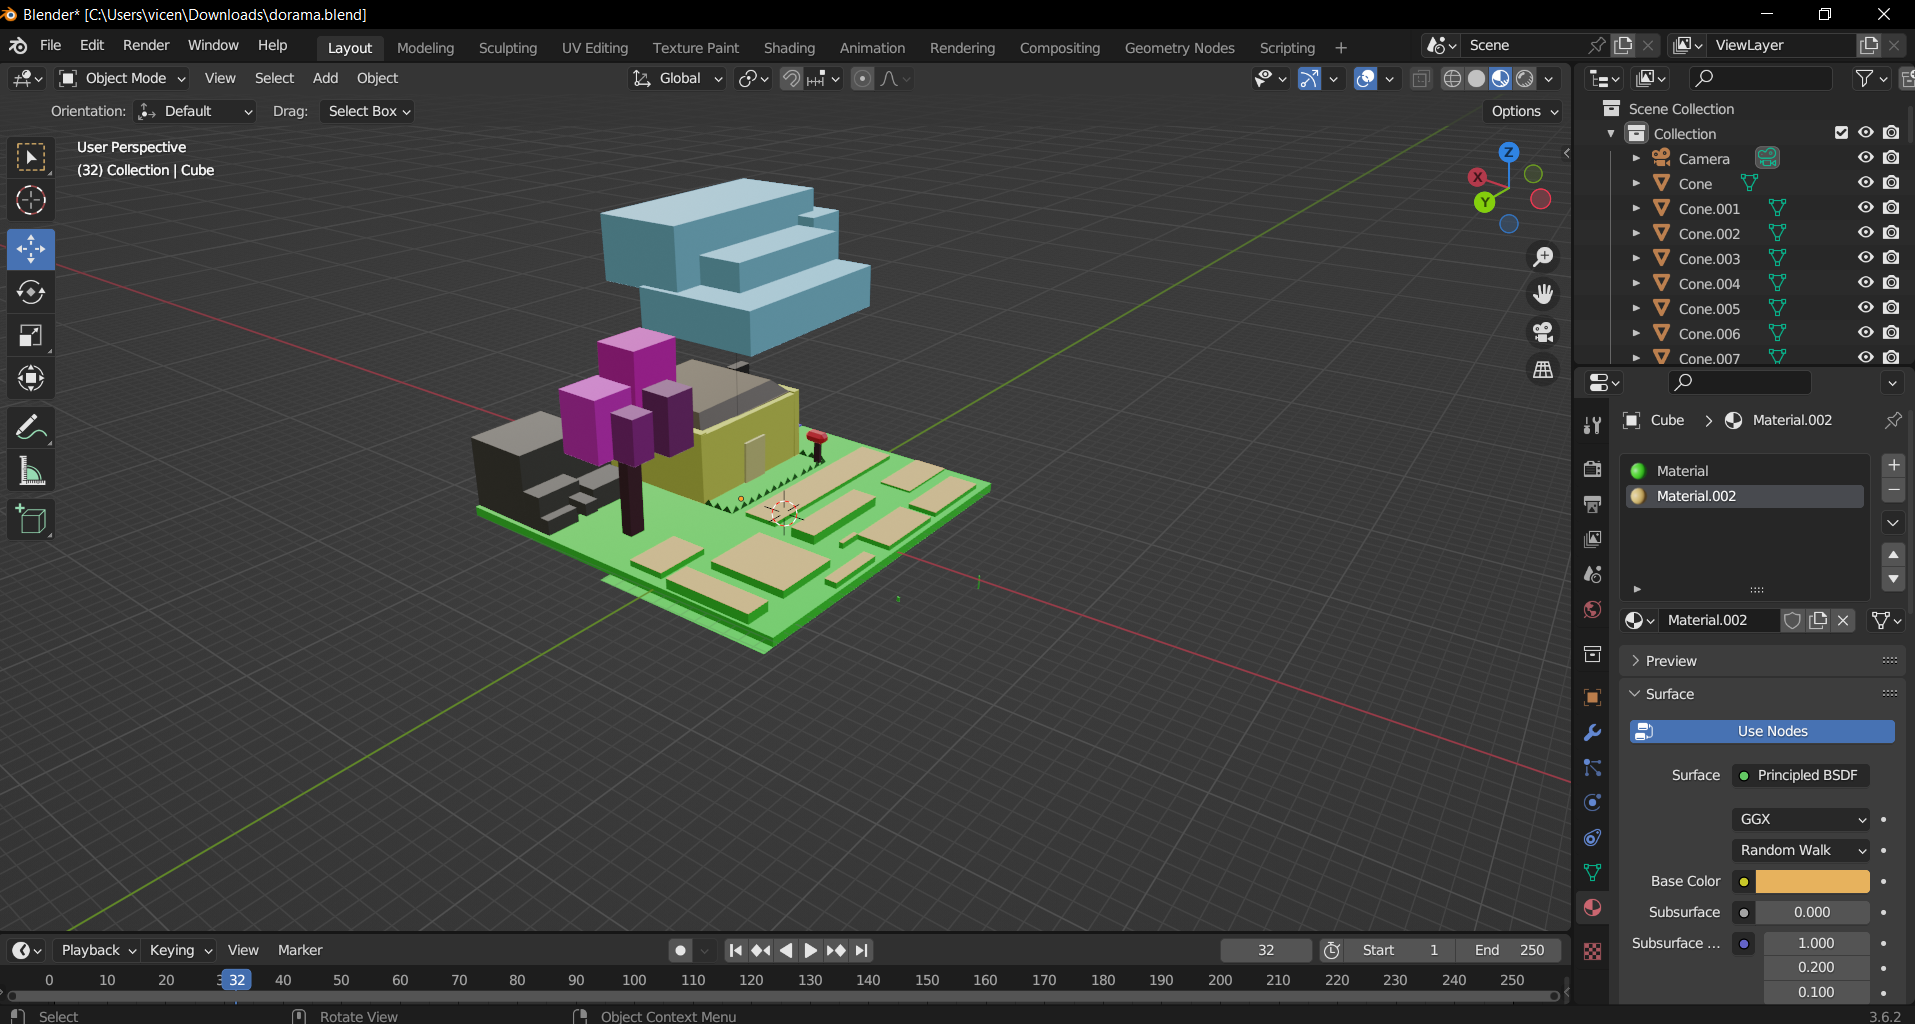 Blender* [C:\Users\vicen\Downloads\dorama.blend]
File Edit Render Window Help Layout Modeling Sculpting UV Editing Texture Paint Shading Animation Rendering Compositing Geometry Nodes Scripting + Scene ViewLayer
Object Mode View Select Add Object Global
Orientation: Default Drag: Select Box Options
User Perspective
(32) Collection | Cube
Z
X
Y
Scene Collection
Collection
Camera
Cone
Cone.001
Cone.002
Cone.003
Cone.004
Cone.005
Cone.006
Cone.007
Cube > Material.002
Material
Material.002
Material.002
Preview
Surface
Use Nodes
Surface Principled BSDF
GGX
Random Walk
Base Color
Subsurface 0.000
Subsurface ... 1.000
0.200
0.100
Playback Keying View Marker 32 Start 1 End 250
0 10 20 32 40 50 60 70 80 90 100 110 120 130 140 150 160 170 180 190 200 210 220 230 240 250
Select Rotate View Object Context Menu 3.6.2